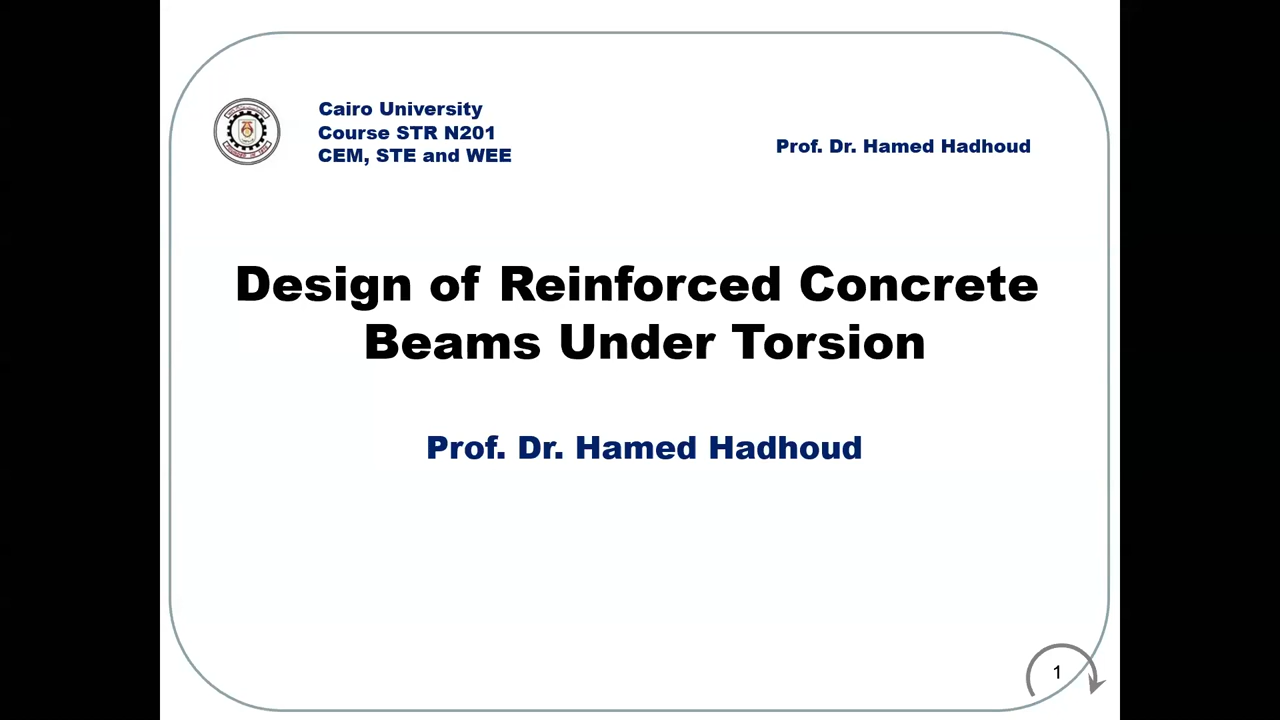 Cairo University
Course STR N201
CEM, STE and WEE
Prof. Dr. Hamed Hadhoud
Design of Reinforced Concrete
Beams Under Torsion
Prof. Dr. Hamed Hadhoud
1